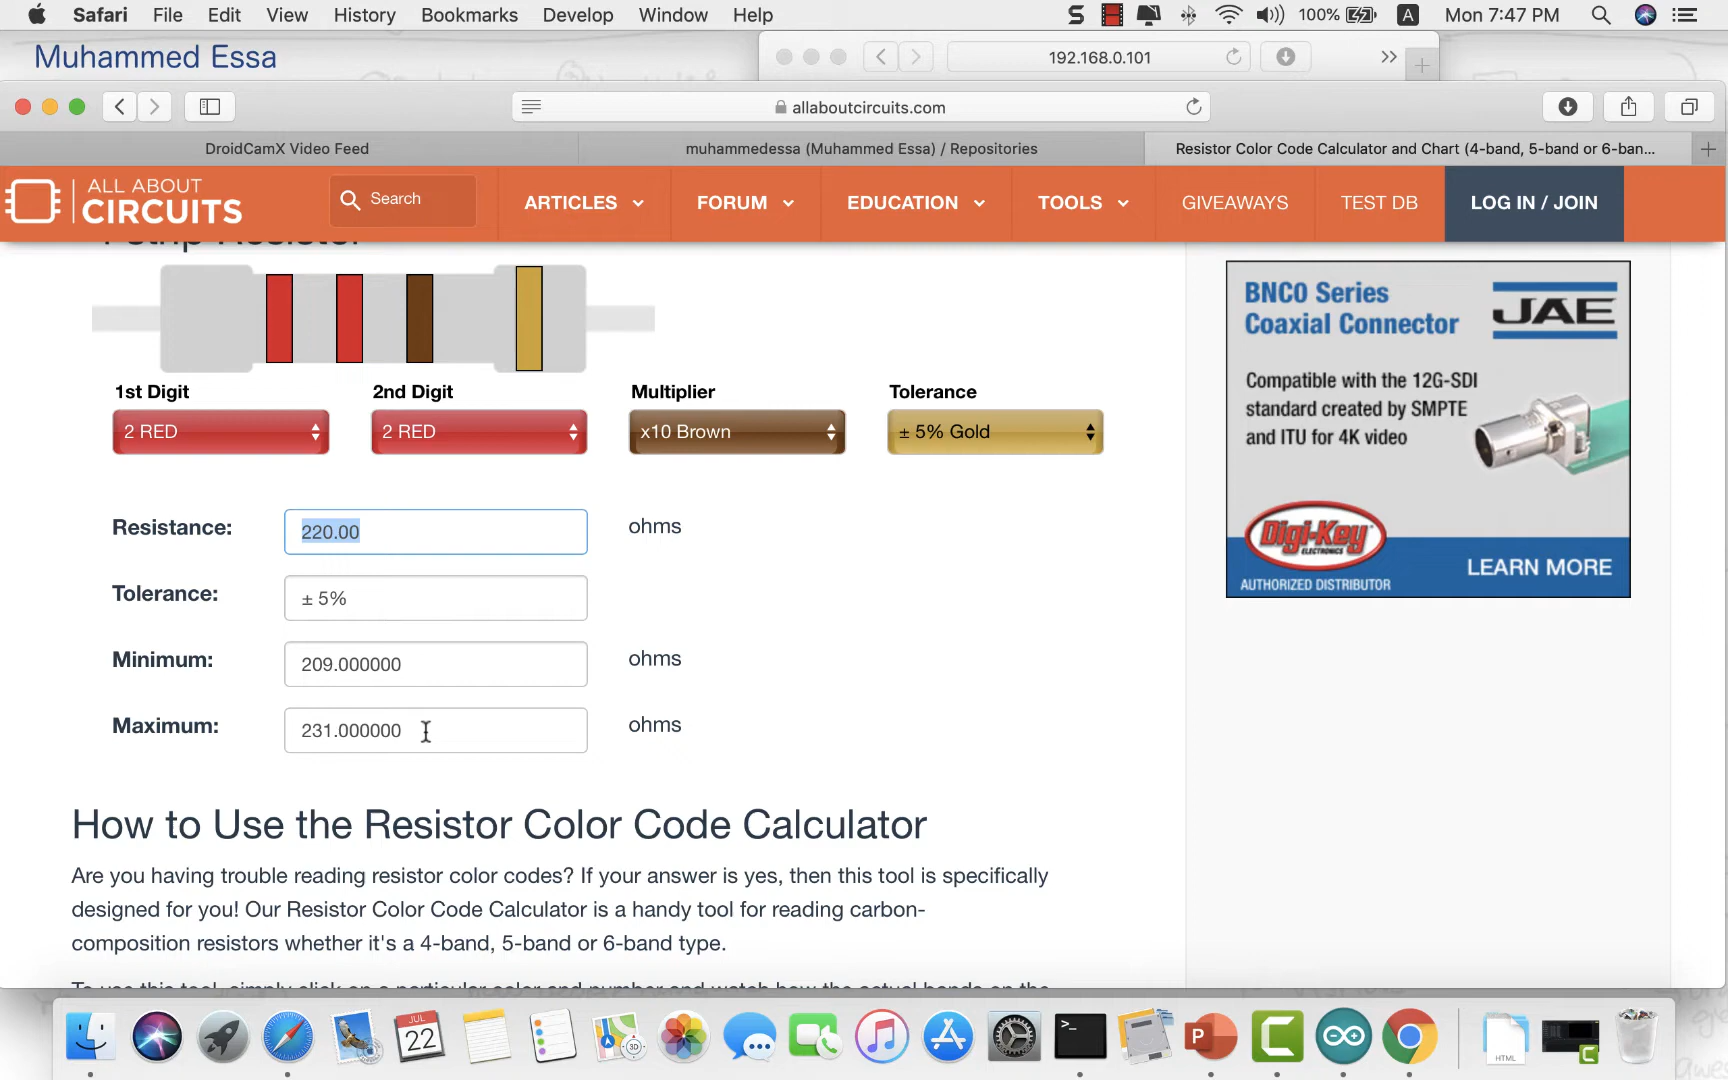 Safari File Edit View History Bookmarks Develop Window Help 100% A Mon 7:47 PM
Muhammed Essa
192.168.0.101
allaboutcircuits.com
DroidCamX Video Feed
muhammedessa (Muhammed Essa) / Repositories
Resistor Color Code Calculator and Chart (4-band, 5-band or 6-ban...
ALL ABOUT
CIRCUITS
Search
ARTICLES FORUM EDUCATION TOOLS GIVEAWAYS TEST DB LOG IN / JOIN
1st Digit 2nd Digit Multiplier Tolerance
2 RED 2 RED x10 Brown ± 5% Gold
Resistance: 220.00 ohms
Tolerance: ± 5%
Minimum: 209.000000 ohms
Maximum: 231.000000 ohms
How to Use the Resistor Color Code Calculator
Are you having trouble reading resistor color codes? If your answer is yes, then this tool is specifically
designed for you! Our Resistor Color Code Calculator is a handy tool for reading carbon-
composition resistors whether it's a 4-band, 5-band or 6-band type.
BNC0 Series
Coaxial Connector
JAE
Compatible with the 12G-SDI
standard created by SMPTE
and ITU for 4K video
Digi-Key
ELECTRONICS
AUTHORIZED DISTRIBUTOR
LEARN MORE
JUL
22
3D
HTML